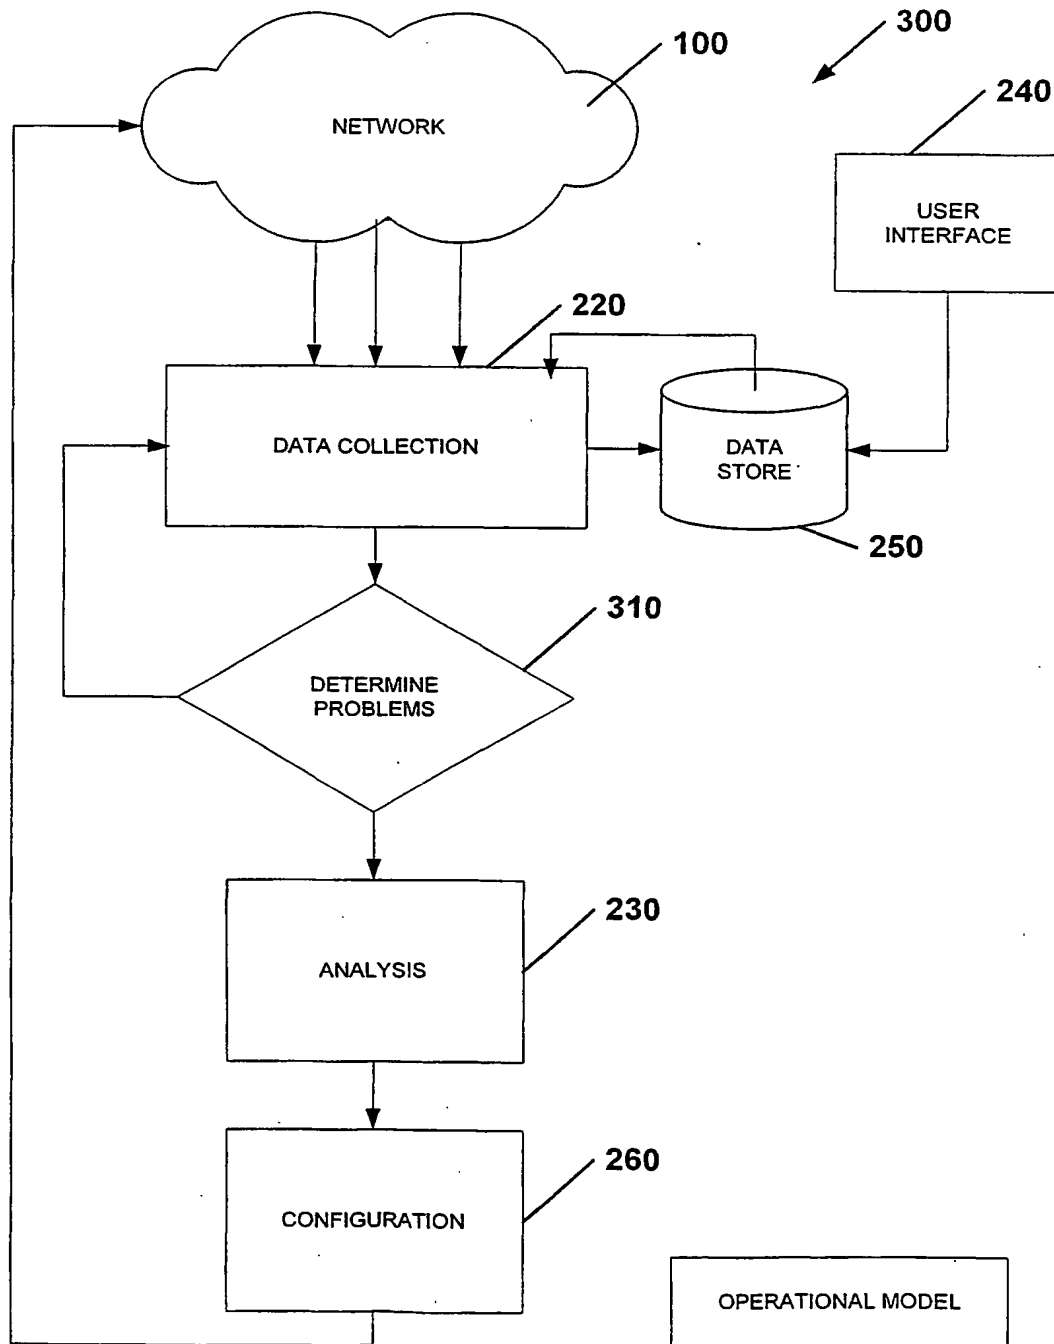 300
100
240
NETWORK
USER
INTERFACE
220
DATA COLLECTION
DATA
STORE
250
310
DETERMINE
PROBLEMS
230
ANALYSIS
260
CONFIGURATION
OPERATIONAL MODEL